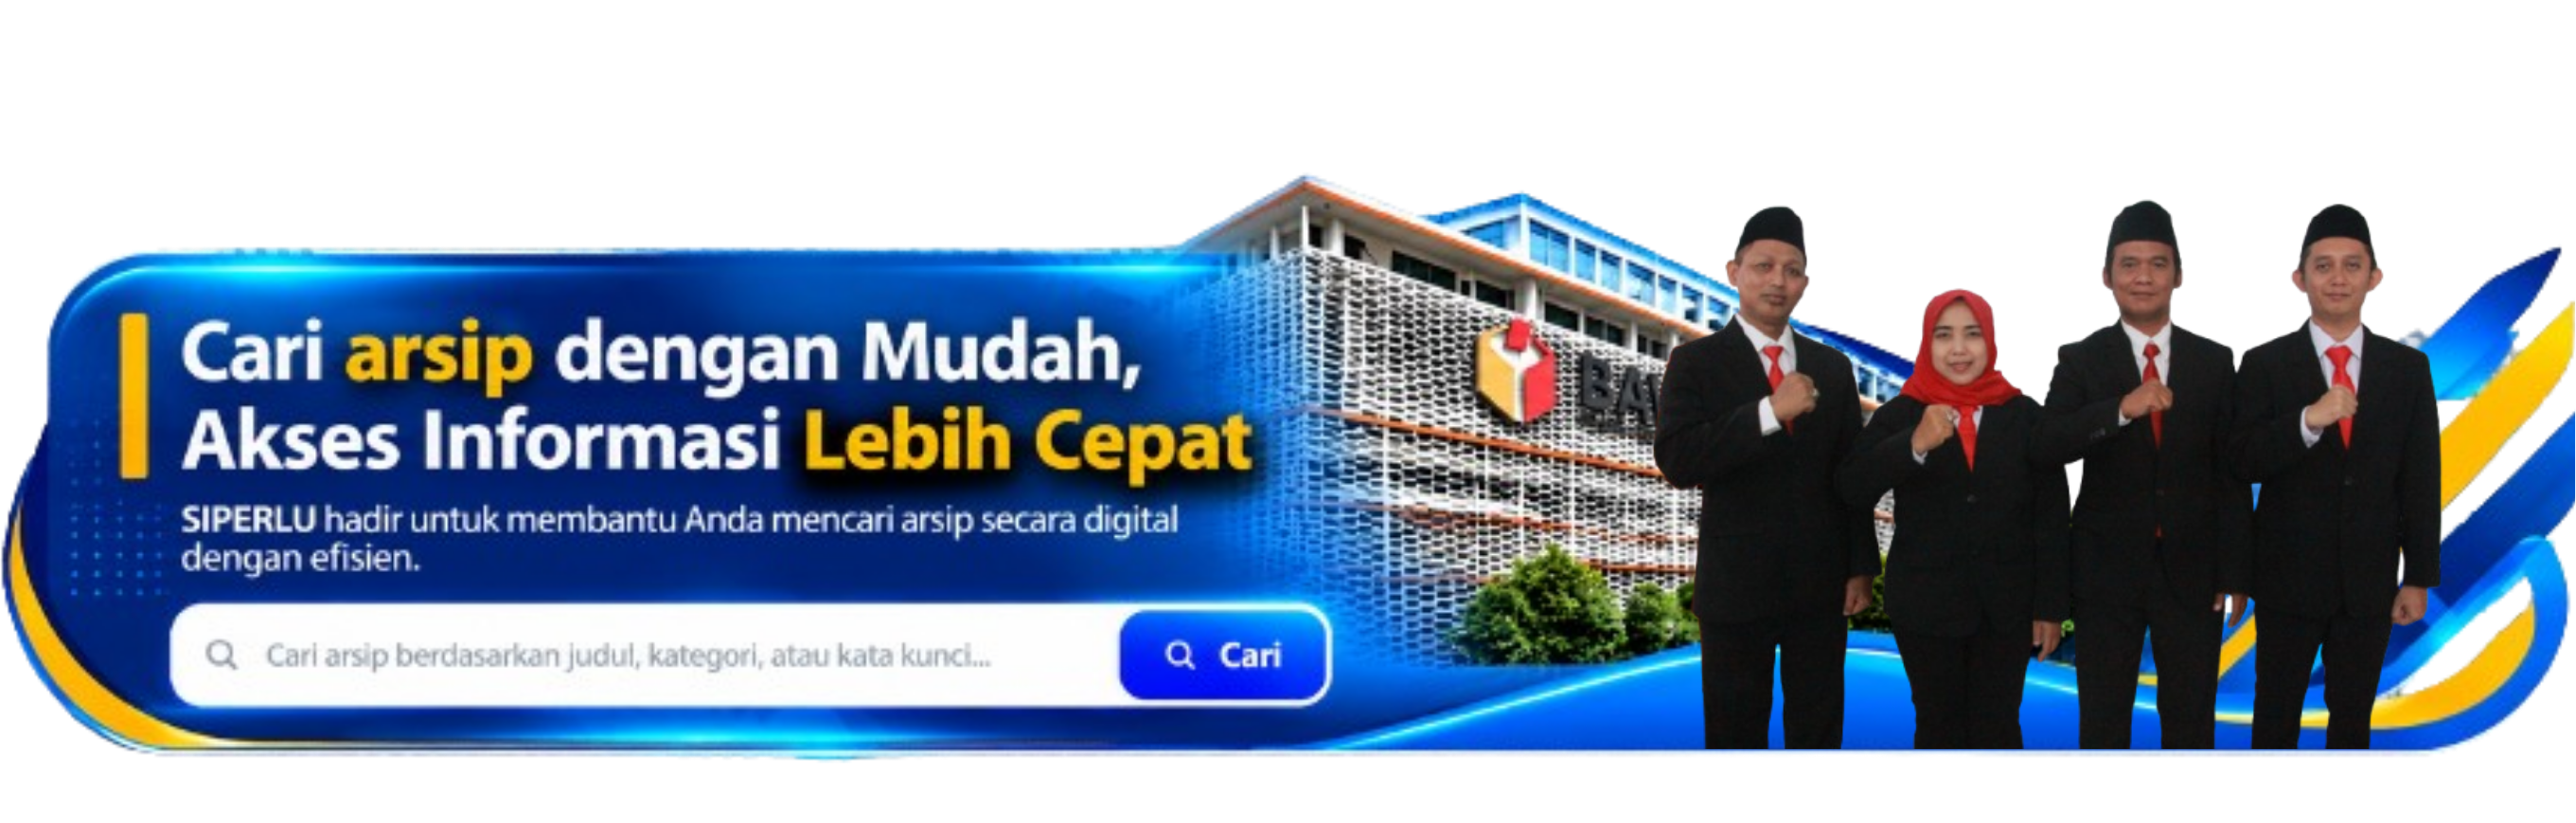 Cari arsip dengan Mudah,
Akses Informasi Lebih Cepat
SIPERLU hadir untuk membantu Anda mencari arsip secara digital
dengan efisien.
Cari arsip berdasarkan judul, kategori, atau kata kunci...
Cari